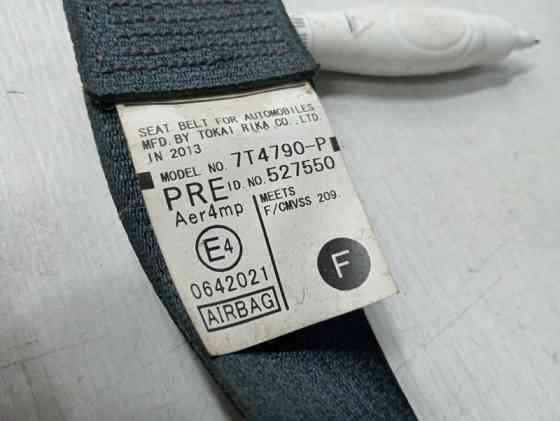 SEAT BELT FOR AUTOMOBILES
MFD. BY TOKAI RIKA CO., LTD.
IN 2013
MODEL NO. 7T4790-P
PRE ID. NO. 527550
Aer4mp
MEETS
F/CMVSS 209.
E4
F
0642021
AIRBAG